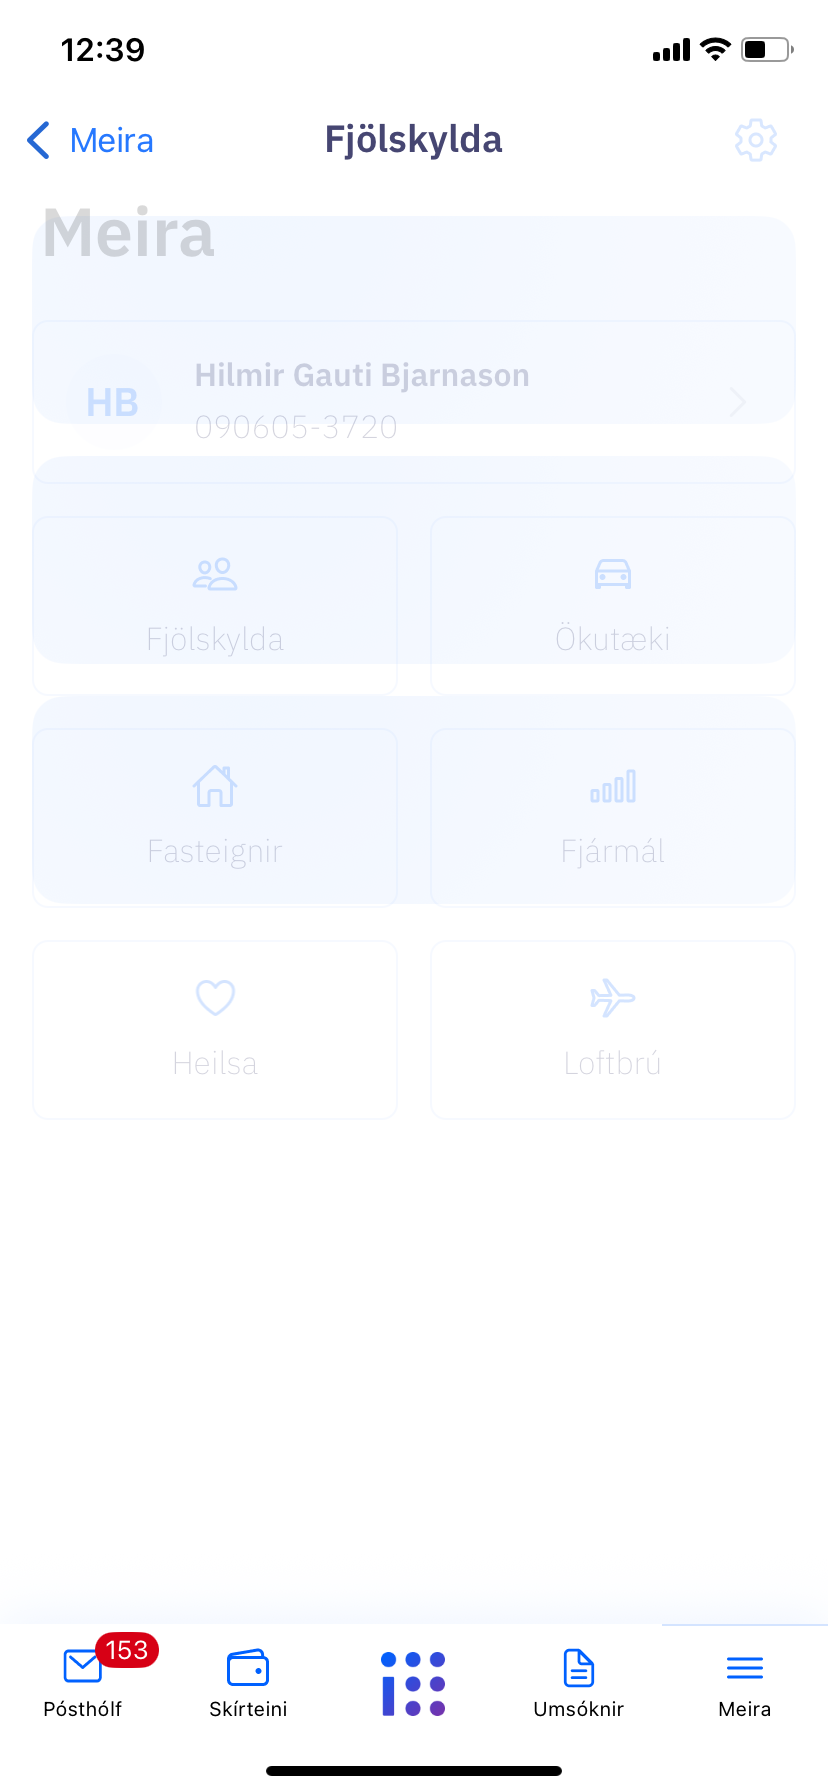 12:39
Meira
Fjölskylda
Meira
HB
Hilmir Gauti Bjarnason
090605-3720
Fjölskylda
Ökutæki
Fasteignir
Fjármál
Heilsa
Loftbrú
153
Pósthólf
Skírteini
Umsóknir
Meira